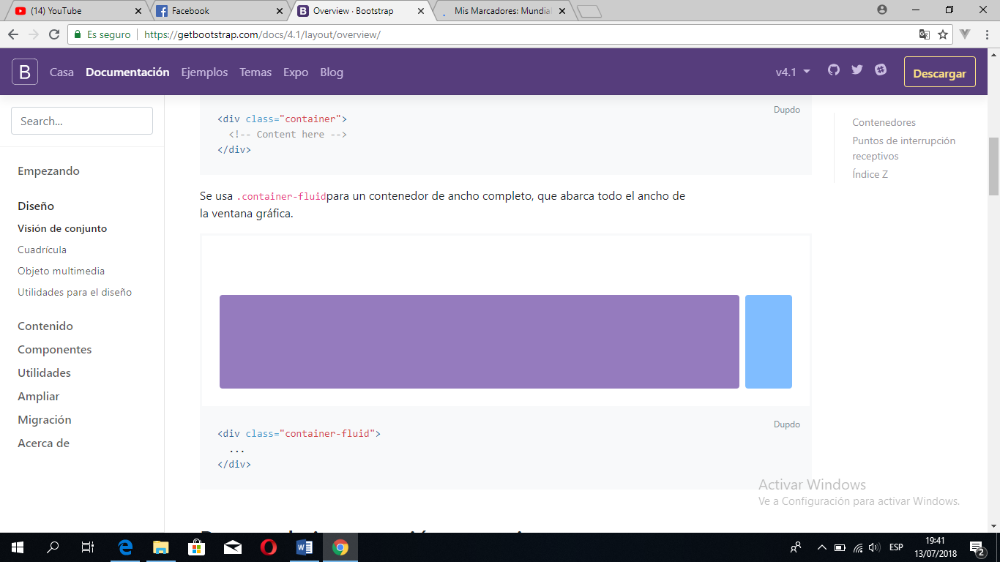 (14) YouTube
Facebook
Overview · Bootstrap
Mis Marcadores: Mundial
Es seguro
https://getbootstrap.com/docs/4.1/layout/overview/
B
Casa
Documentación
Ejemplos
Temas
Expo
Blog
v4.1
Descargar
Search...
Empezando
Diseño
Visión de conjunto
Cuadrícula
Objeto multimedia
Utilidades para el diseño
Contenido
Componentes
Utilidades
Ampliar
Migración
Acerca de
Dupdo
<div class="container">
<!-- Content here -->
</div>
Se usa .container-fluidpara un contenedor de ancho completo, que abarca todo el ancho de
la ventana gráfica.
Dupdo
<div class="container-fluid">
...
</div>
Contenedores
Puntos de interrupción
receptivos
Índice Z
Activar Windows
Ve a Configuración para activar Windows.
ESP
19:41
13/07/2018
2